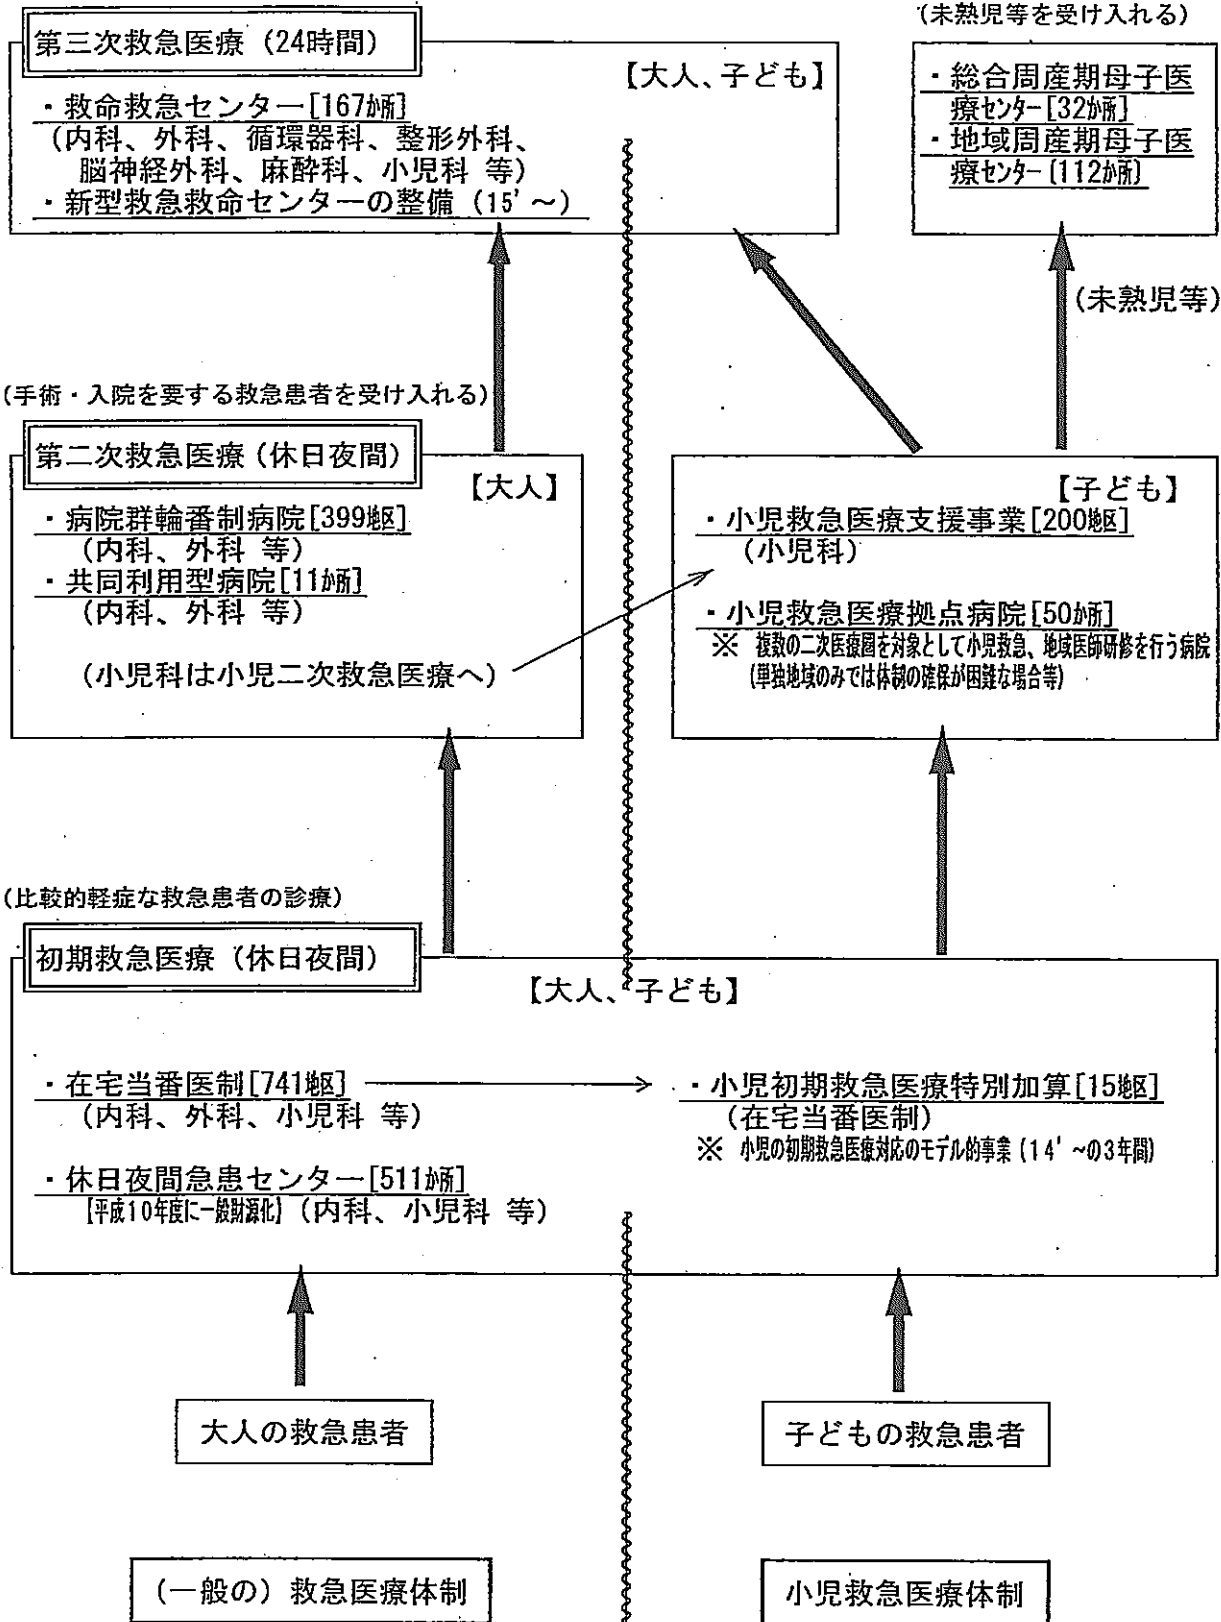 第三次救急医療（24時間）
【大人、子ども】
・救命救急センター[167か所]
（内科、外科、循環器科、整形外科、
脳神経外科、麻酔科、小児科 等）
・新型救急救命センターの整備（15'～）
（未熟児等を受け入れる）
・総合周産期母子医
療センター[32か所]
・地域周産期母子医
療センター[112か所]
（未熟児等）
（手術・入院を要する救急患者を受け入れる）
第二次救急医療（休日夜間）
【大人】
・病院群輪番制病院[399地区]
（内科、外科 等）
・共同利用型病院[11か所]
（内科、外科 等）
（小児科は小児二次救急医療へ）
【子ども】
・小児救急医療支援事業[200地区]
（小児科）
・小児救急医療拠点病院[50か所]
※ 複数の二次医療圏を対象として小児救急、地域医師研修を行う病院
（単独地域のみでは体制の確保が困難な場合等）
（比較的軽症な救急患者の診療）
初期救急医療（休日夜間）
【大人、子ども】
・在宅当番医制[741地区]
（内科、外科、小児科 等）
・休日夜間急患センター[511か所]
【平成10年度に一般財源化】（内科、小児科 等）
・小児初期救急医療特別加算[15地区]
（在宅当番医制）
※ 小児の初期救急医療対応のモデル的事業（14'～の3年間）
大人の救急患者
子どもの救急患者
（一般の）救急医療体制
小児救急医療体制